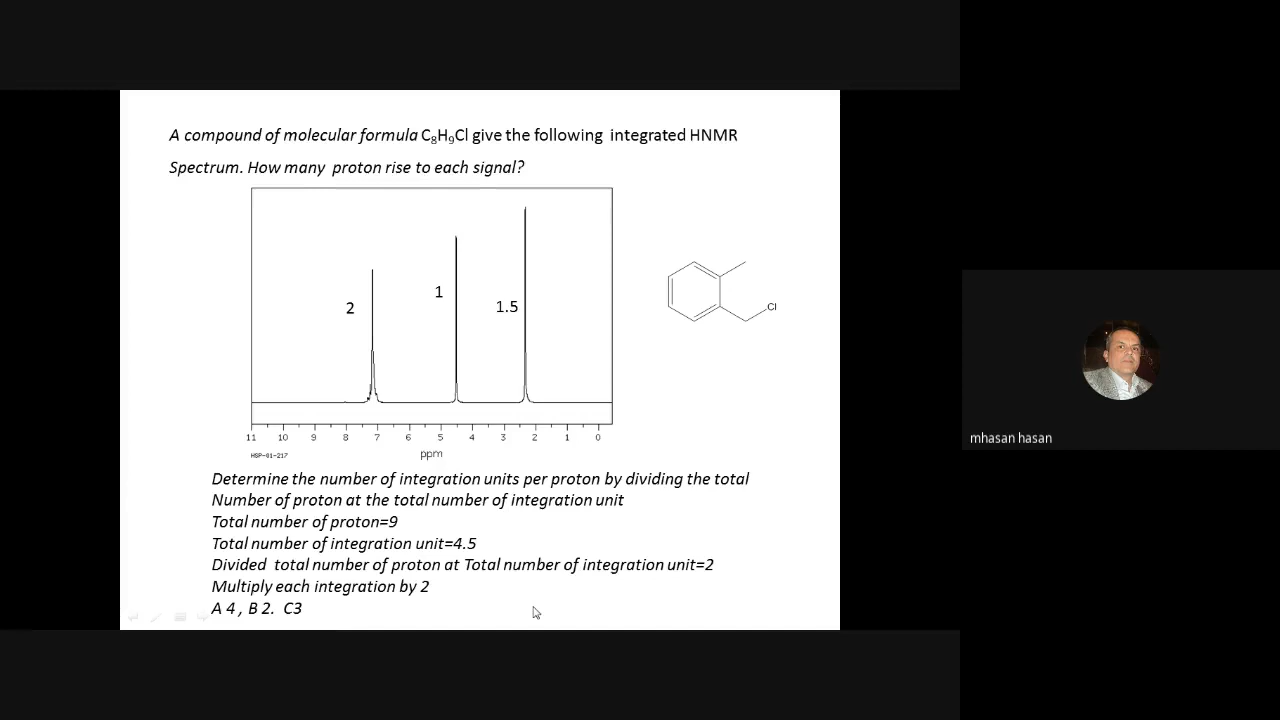 A compound of molecular formula C₈H₉Cl give the following integrated HNMR
Spectrum. How many proton rise to each signal?
2
1
1.5
Cl
11 10 9 8 7 6 5 4 3 2 1 0
HSP-01-217
ppm
Determine the number of integration units per proton by dividing the total
Number of proton at the total number of integration unit
Total number of proton=9
Total number of integration unit=4.5
Divided total number of proton at Total number of integration unit=2
Multiply each integration by 2
A 4 , B 2. C3
mhasan hasan